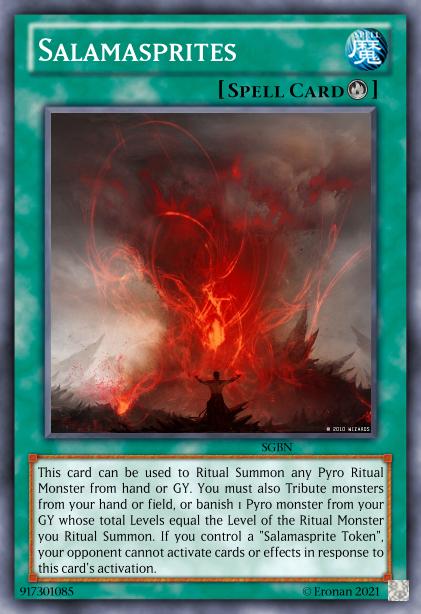 Salamasprites
SPELL
魔
[Spell Card]
© 2010 WIZARDS
SGBN
This card can be used to Ritual Summon any Pyro Ritual
Monster from hand or GY. You must also Tribute monsters
from your hand or field, or banish 1 Pyro monster from your
GY whose total Levels equal the Level of the Ritual Monster
you Ritual Summon. If you control a "Salamasprite Token",
your opponent cannot activate cards or effects in response to
this card's activation.
917301085
© Eronan 2021